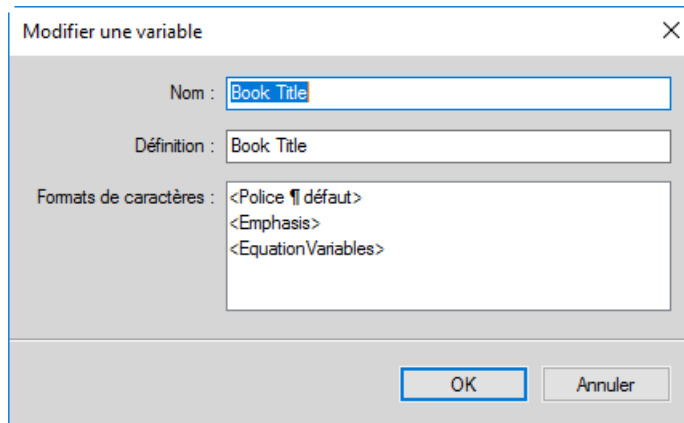 Modifier une variable
Nom : Book Title
Définition : Book Title
Formats de caractères : <Police ¶ défaut>
<Emphasis>
<EquationVariables>
OK Annuler